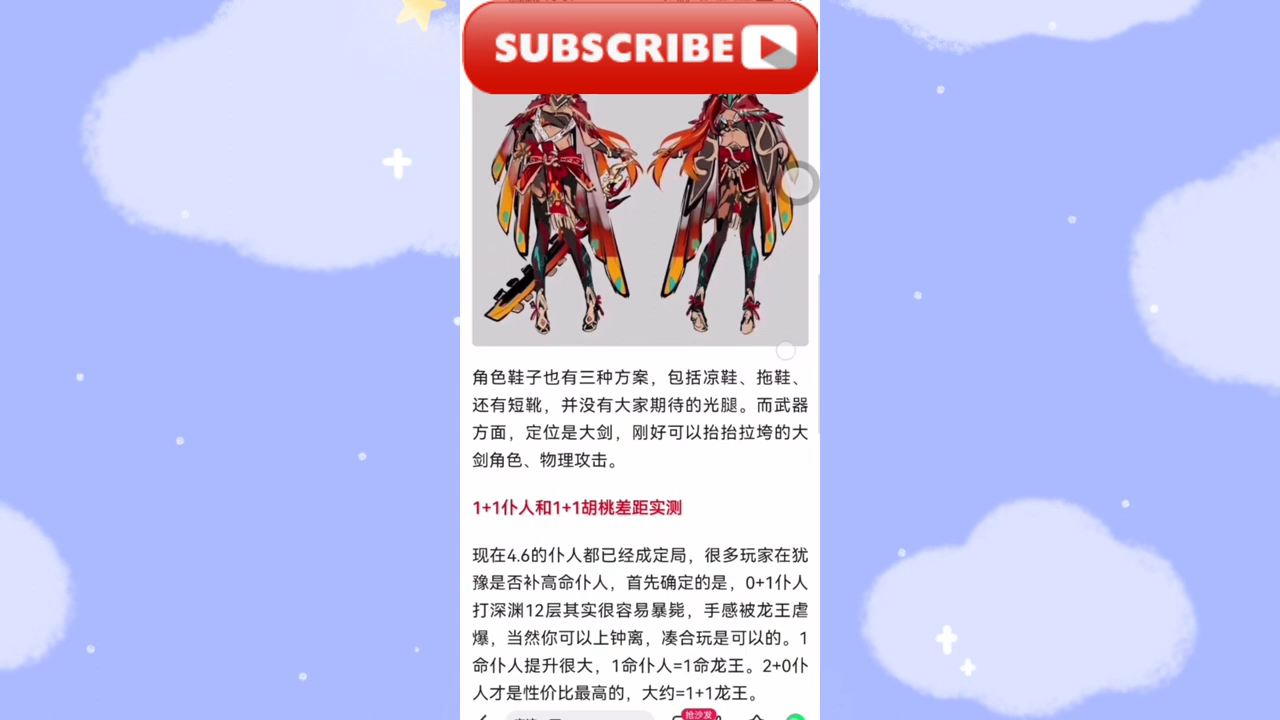 SUBSCRIBE
角色鞋子也有三种方案，包括凉鞋、拖鞋、
还有短靴，并没有大家期待的光腿。而武器
方面，定位是大剑，刚好可以抬抬拉垮的大
剑角色、物理攻击。
1+1仆人和1+1胡桃差距实测
现在4.6的仆人都已经成定局，很多玩家在犹
豫是否补高命仆人，首先确定的是，0+1仆人
打深渊12层其实很容易暴毙，手感被龙王虐
爆，当然你可以上钟离，凑合玩是可以的。1
命仆人提升很大，1命仆人=1命龙王。2+0仆
人才是性价比最高的，大约=1+1龙王。
抢沙发